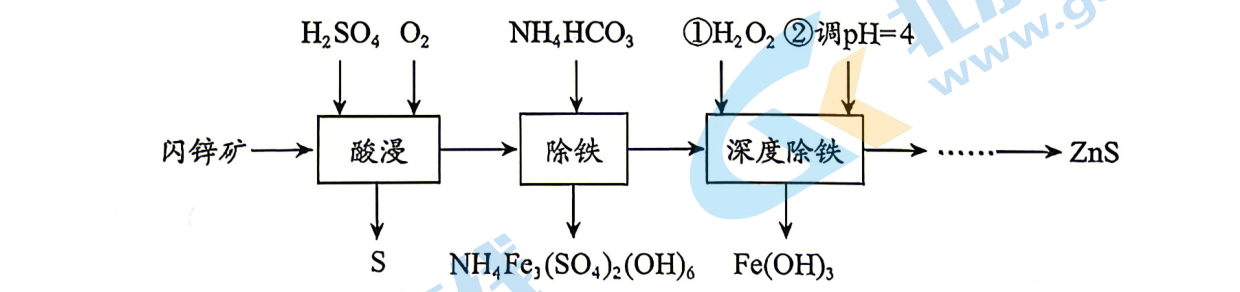 H₂SO₄ O₂ NH₄HCO₃ ①H₂O₂ ②调pH=4
闪锌矿 酸浸 除铁 深度除铁 …… ZnS
S NH₄Fe₃(SO₄)₂(OH)₆ Fe(OH)₃
www.g